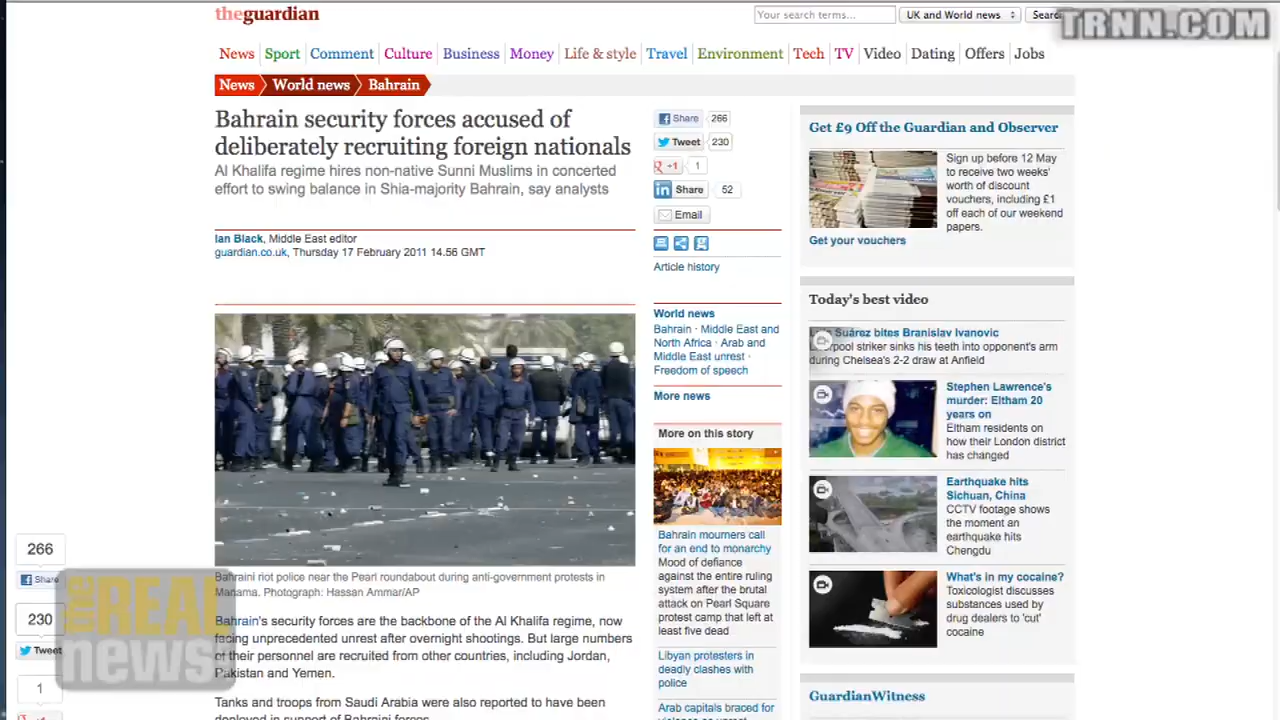 theguardian
Your search terms...
UK and World news
TRNN.COM
News
Sport
Comment
Culture
Business
Money
Life & style
Travel
Environment
Tech
TV
Video
Dating
Offers
Jobs
News
World news
Bahrain
Bahrain security forces accused of
deliberately recruiting foreign nationals
Al Khalifa regime hires non-native Sunni Muslims in concerted
effort to swing balance in Shia-majority Bahrain, say analysts
Ian Black, Middle East editor
guardian.co.uk, Thursday 17 February 2011 14.56 GMT
Bahraini riot police near the Pearl roundabout during anti-government protests in
Manama. Photograph: Hassan Ammar/AP
Bahrain's security forces are the backbone of the Al Khalifa regime, now
facing unprecedented unrest after overnight shootings. But large numbers
of their personnel are recruited from other countries, including Jordan,
Pakistan and Yemen.
Tanks and troops from Saudi Arabia were also reported to have been
deployed in support of Bahraini forces.
Share 266
Tweet 230
+1 1
Share 52
Email
Article history
World news
Bahrain · Middle East and
North Africa · Arab and
Middle East unrest ·
Freedom of speech
More news
More on this story
Bahrain mourners call
for an end to monarchy
Mood of defiance
against the entire ruling
system after the brutal
attack on Pearl Square
protest camp that left at
least five dead
Libyan protesters in
deadly clashes with
police
Arab capitals braced for
Get £9 Off the Guardian and Observer
Sign up before 12 May
to receive two weeks'
worth of discount
vouchers, including £1
off each of our weekend
papers.
Get your vouchers
Today's best video
Suárez bites Branislav Ivanovic
Liverpool striker sinks his teeth into opponent's arm
during Chelsea's 2-2 draw at Anfield
Stephen Lawrence's
murder: Eltham 20
years on
Eltham residents on
how their London district
has changed
Earthquake hits
Sichuan, China
CCTV footage shows
the moment an
earthquake hits
Chengdu
What's in my cocaine?
Toxicologist discusses
substances used by
drug dealers to 'cut'
cocaine
GuardianWitness
266
Share
230
Tweet
1
THE REAL
news